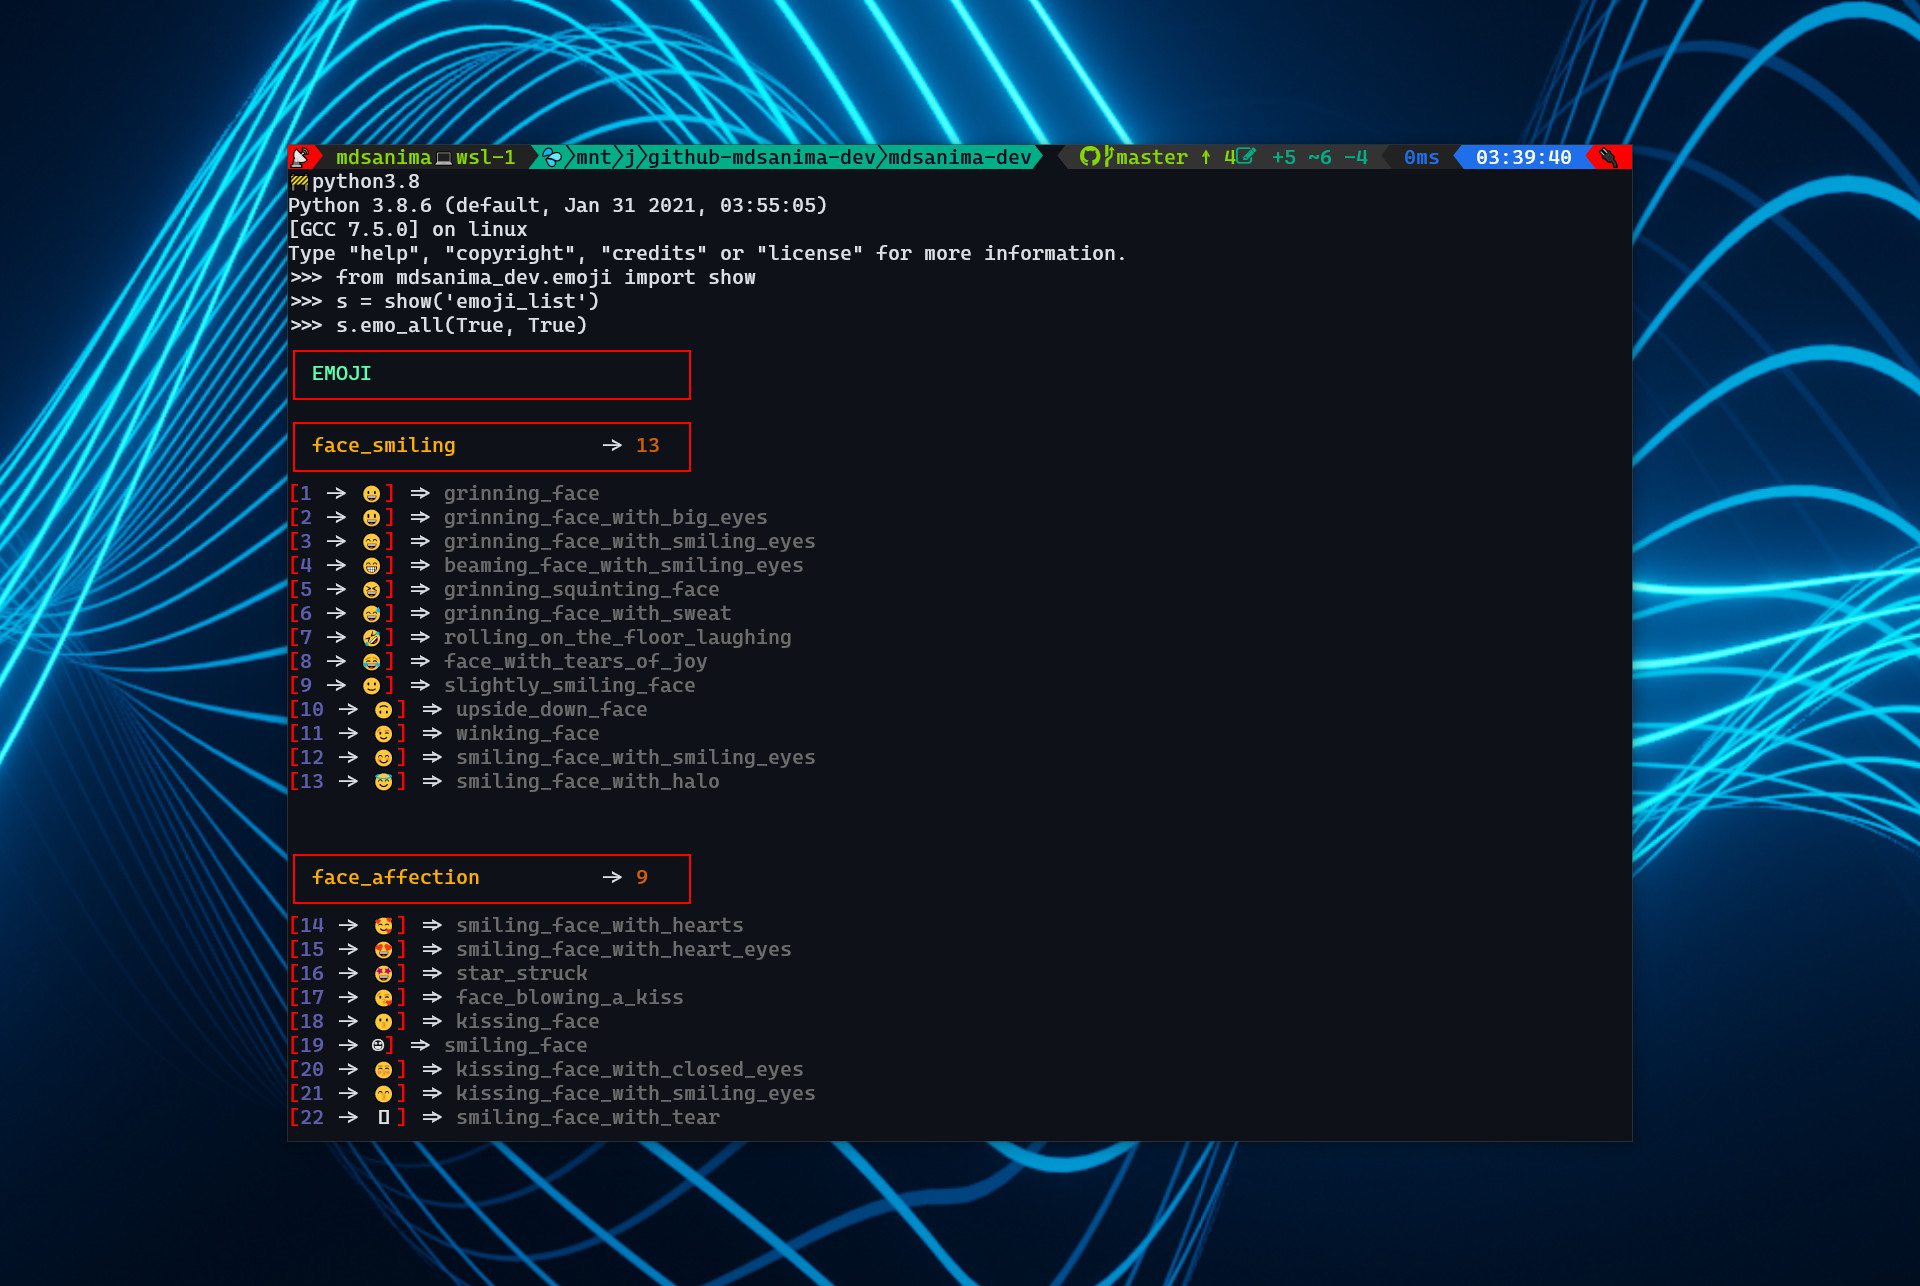 mdsanima💻wsl-1 mnt j github-mdsanima-dev mdsanima-dev master ↑ 4 +5 ~6 -4 0ms 03:39:40
🚧python3.8
Python 3.8.6 (default, Jan 31 2021, 03:55:05)
[GCC 7.5.0] on linux
Type "help", "copyright", "credits" or "license" for more information.
>>> from mdsanima_dev.emoji import show
>>> s = show('emoji_list')
>>> s.emo_all(True, True)
EMOJI
face_smiling → 13
[1 → 😀] ⇒ grinning_face
[2 → 😃] ⇒ grinning_face_with_big_eyes
[3 → 😄] ⇒ grinning_face_with_smiling_eyes
[4 → 😁] ⇒ beaming_face_with_smiling_eyes
[5 → 😆] ⇒ grinning_squinting_face
[6 → 😅] ⇒ grinning_face_with_sweat
[7 → 🤣] ⇒ rolling_on_the_floor_laughing
[8 → 😂] ⇒ face_with_tears_of_joy
[9 → 🙂] ⇒ slightly_smiling_face
[10 → 🙃] ⇒ upside_down_face
[11 → 😉] ⇒ winking_face
[12 → 😊] ⇒ smiling_face_with_smiling_eyes
[13 → 😇] ⇒ smiling_face_with_halo
face_affection → 9
[14 → 🥰] ⇒ smiling_face_with_hearts
[15 → 😍] ⇒ smiling_face_with_heart_eyes
[16 → 🤩] ⇒ star_struck
[17 → 😘] ⇒ face_blowing_a_kiss
[18 → 😗] ⇒ kissing_face
[19 → ☺] ⇒ smiling_face
[20 → 😚] ⇒ kissing_face_with_closed_eyes
[21 → 😙] ⇒ kissing_face_with_smiling_eyes
[22 → ▯] ⇒ smiling_face_with_tear